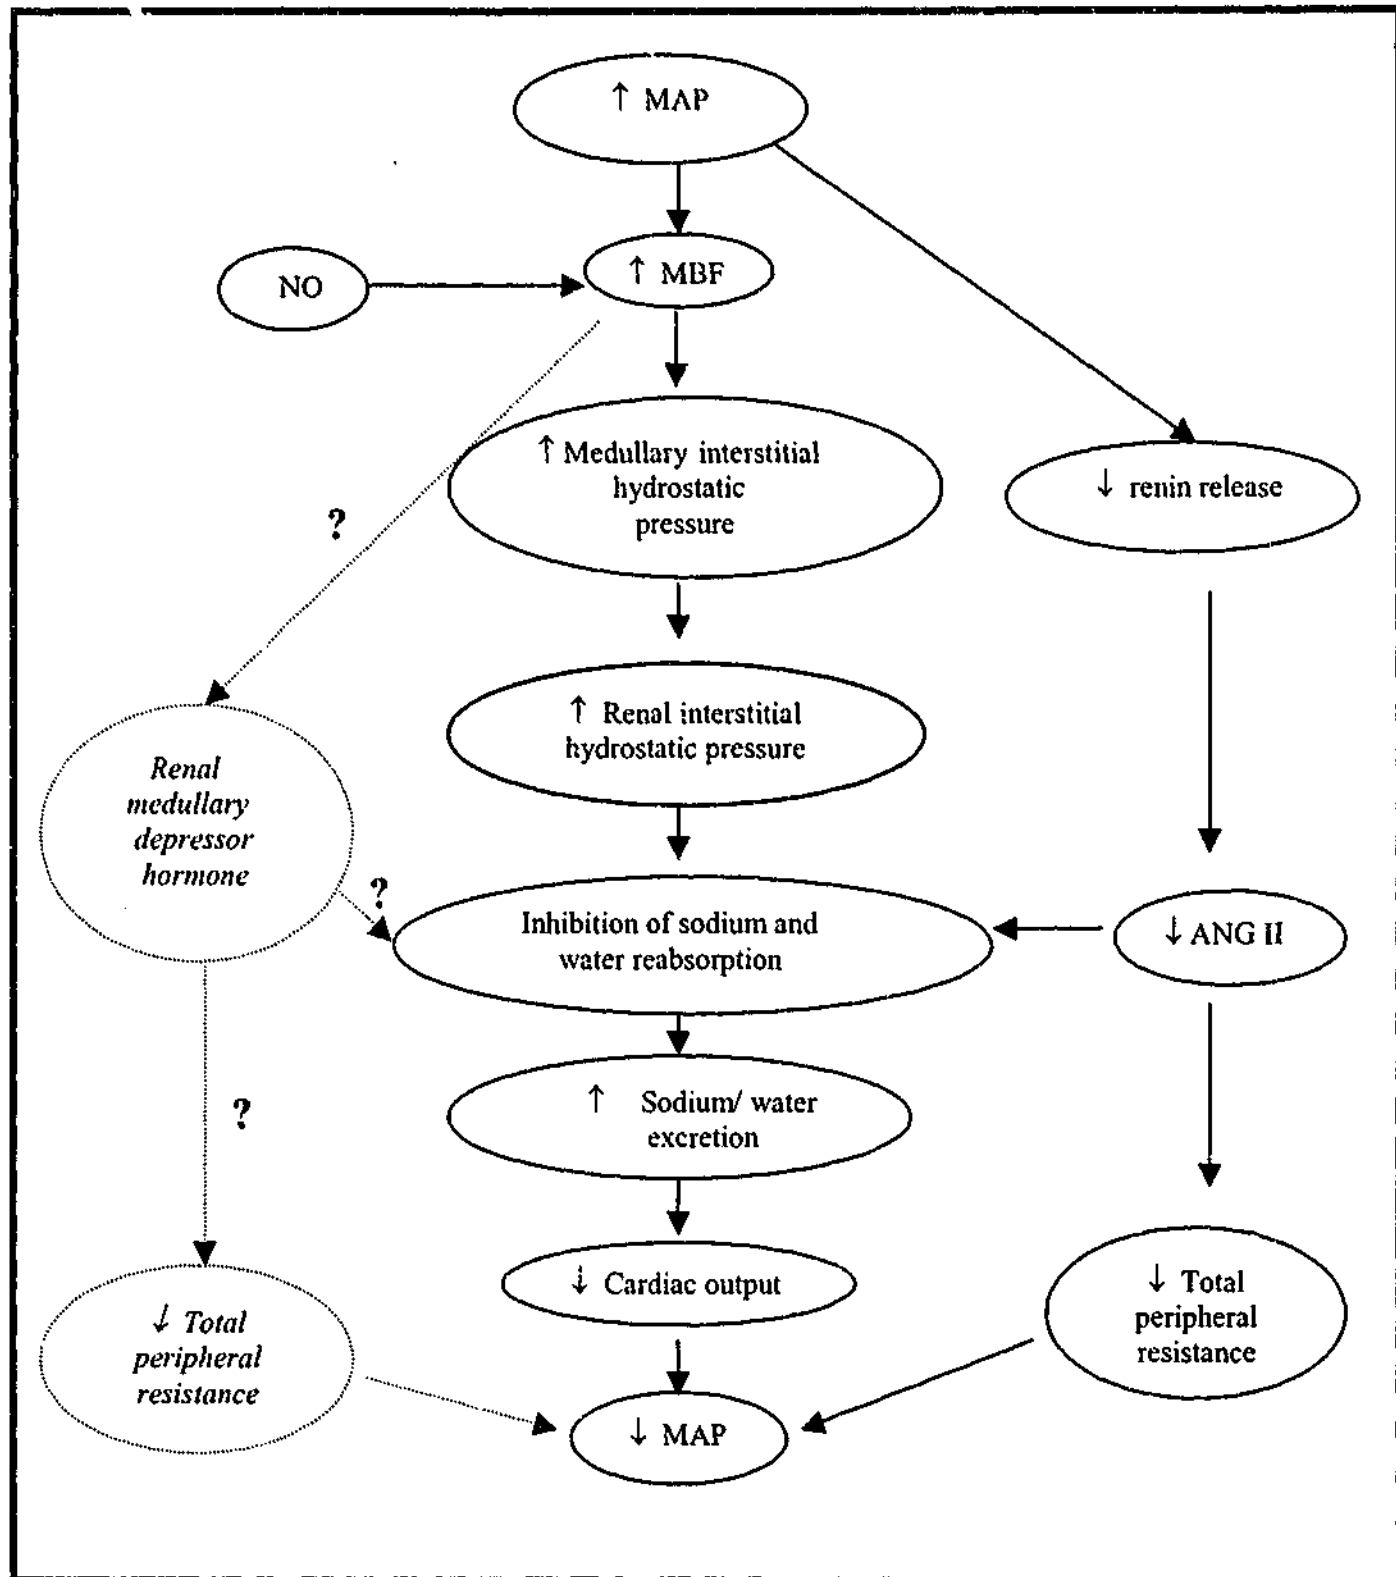 ↑ MAP
NO
↑ MBF
↑ Medullary interstitial
hydrostatic
pressure
↓ renin release
?
↑ Renal interstitial
hydrostatic pressure
Renal
medullary
depressor
hormone
?
Inhibition of sodium and
water reabsorption
↓ ANG II
↑ Sodium/ water
excretion
?
↓ Cardiac output
↓ Total
peripheral
resistance
↓ Total
peripheral
resistance
↓ MAP